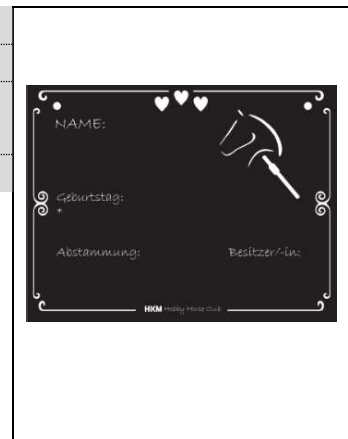 NAME:
Geburtstag:
*
Abstammung: Besitzer/-in:
HKM Hobby Horse Club